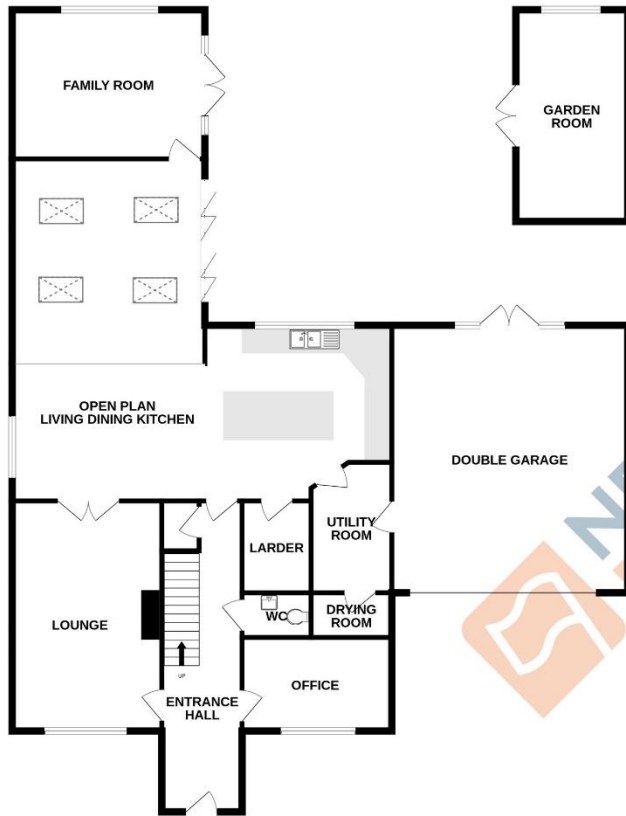 FAMILY ROOM
GARDEN
ROOM
OPEN PLAN
LIVING DINING KITCHEN
DOUBLE GARAGE
UTILITY
ROOM
LARDER
LOUNGE
WC
DRYING
ROOM
UP
ENTRANCE
HALL
OFFICE